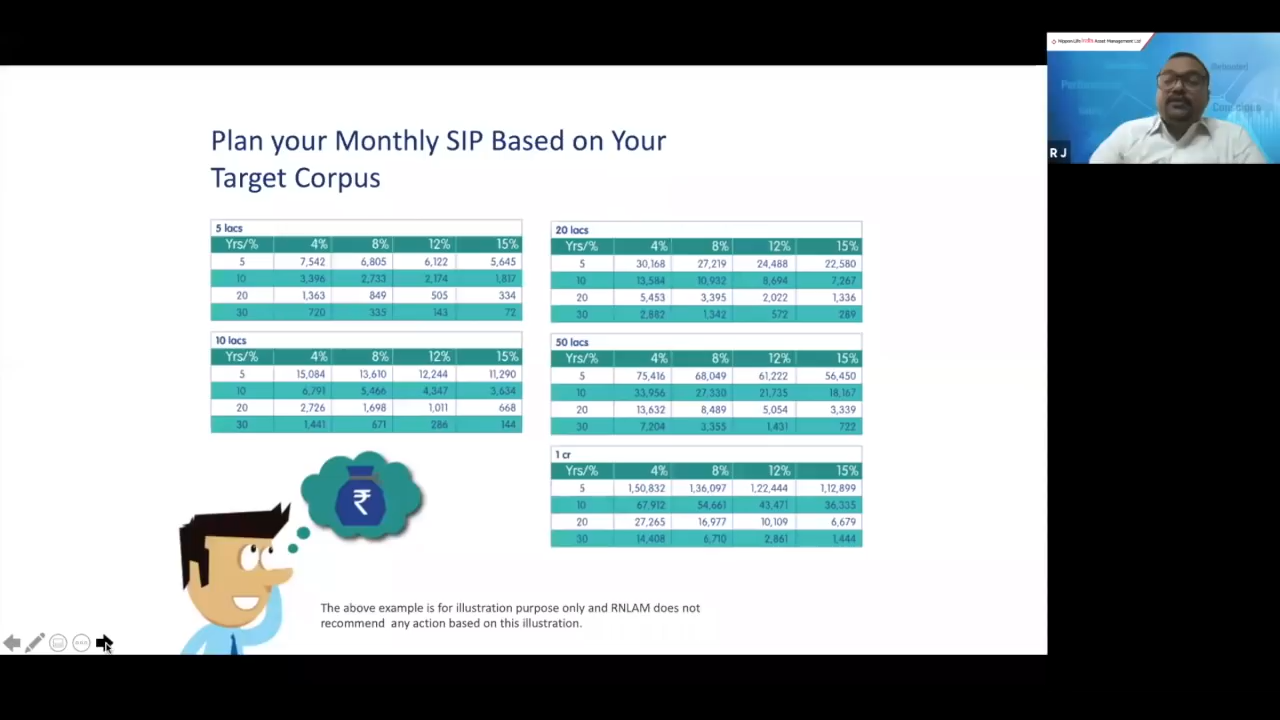 Plan your Monthly SIP Based on Your
Target Corpus
5 lacs
Yrs/% 4% 8% 12% 15%
5 7,542 6,805 6,122 5,645
10 3,396 2,733 2,174 1,817
20 1,363 849 505 334
30 720 335 143 72
10 lacs
Yrs/% 4% 8% 12% 15%
5 15,084 13,610 12,244 11,290
10 6,791 5,466 4,347 3,634
20 2,726 1,698 1,011 668
30 1,441 671 286 144
20 lacs
Yrs/% 4% 8% 12% 15%
5 30,168 27,219 24,488 22,580
10 13,584 10,932 8,694 7,267
20 5,453 3,395 2,022 1,336
30 2,882 1,342 572 289
50 lacs
Yrs/% 4% 8% 12% 15%
5 75,416 68,049 61,222 56,450
10 33,956 27,330 21,735 18,167
20 13,632 8,489 5,054 3,339
30 7,204 3,355 1,431 722
1 cr
Yrs/% 4% 8% 12% 15%
5 1,50,832 1,36,097 1,22,444 1,12,899
10 67,912 54,661 43,471 36,335
20 27,265 16,977 10,109 6,679
30 14,408 6,710 2,861 1,444
₹
The above example is for illustration purpose only and RNLAM does not
recommend any action based on this illustration.
Nippon Life India Asset Management Ltd
R J